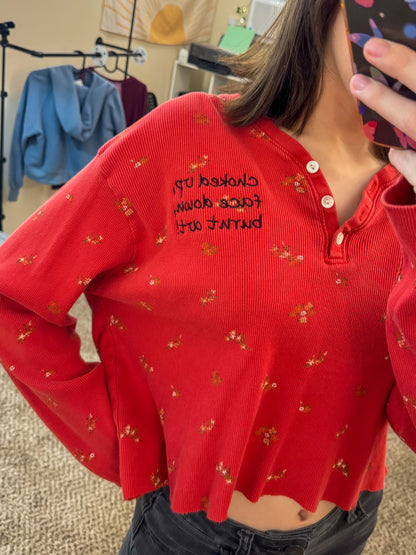 choked up,
face down,
burnt out!